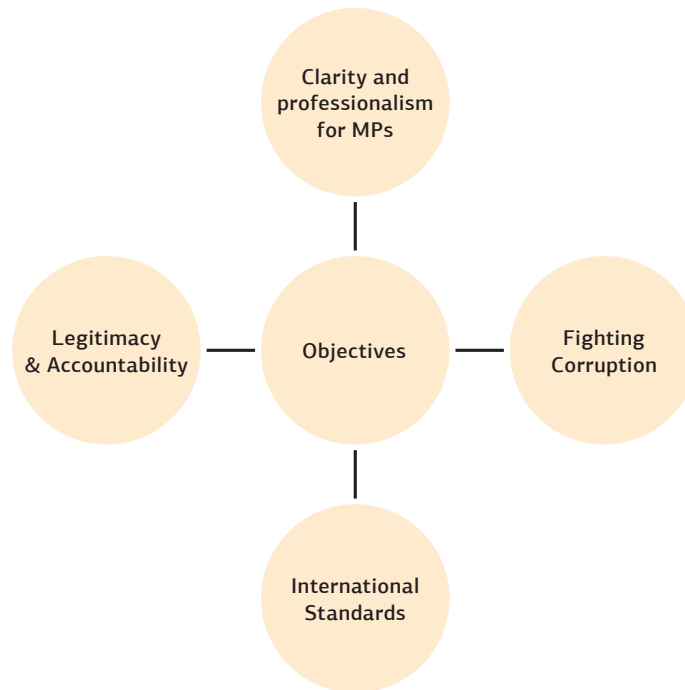 Clarity and
professionalism
for MPs
Legitimacy
& Accountability
Objectives
Fighting
Corruption
International
Standards